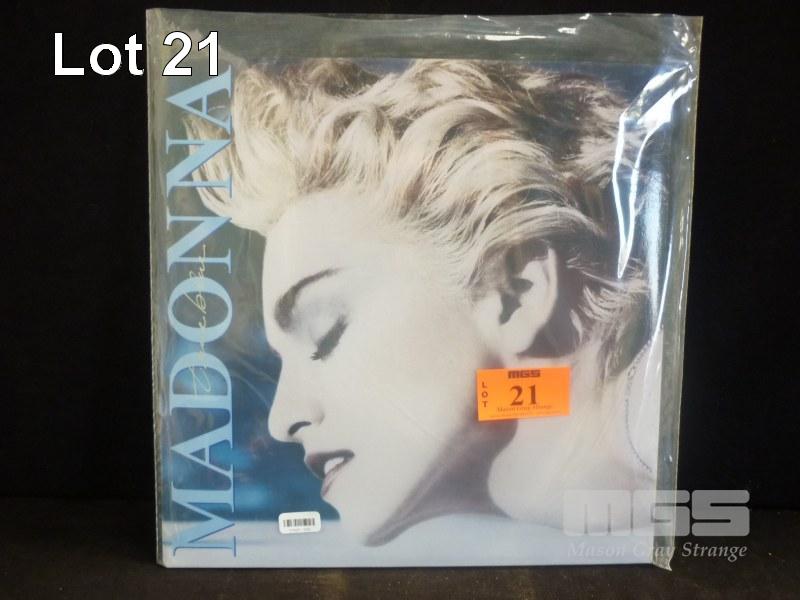 Lot 21
MADONNA
True blue
MGS
LOT
21
Mason Gray Strange
MGS
Mason Gray Strange